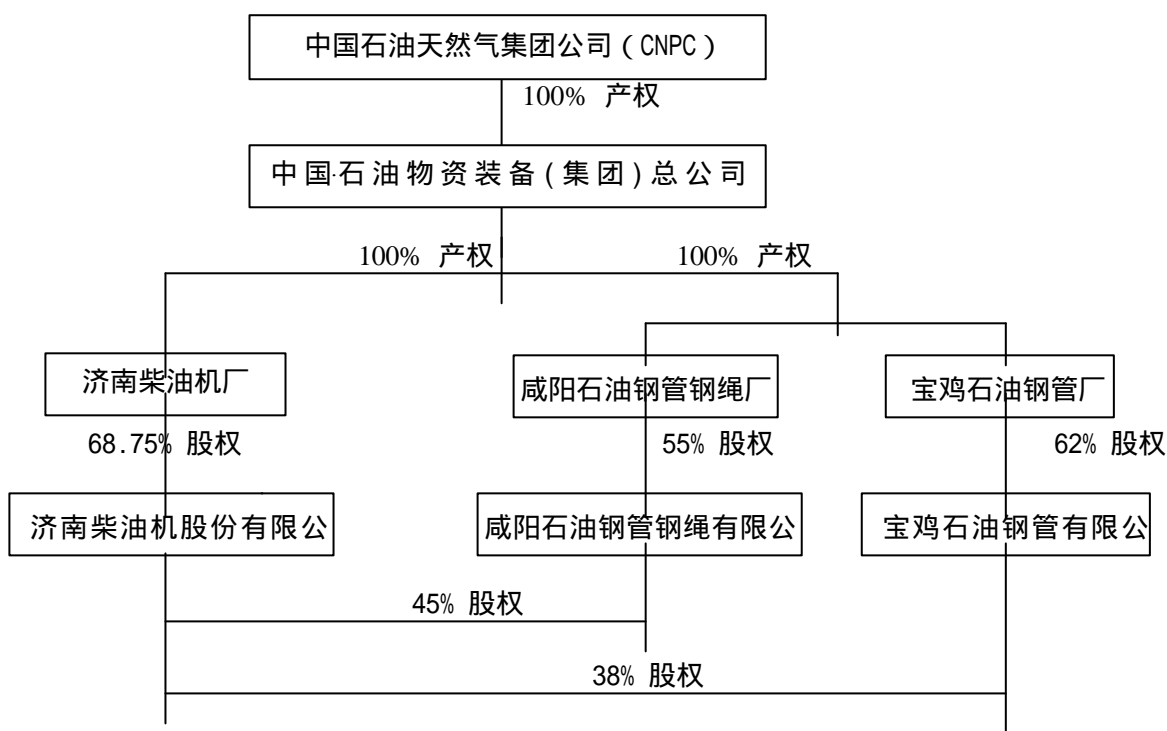 中国石油天然气集团公司（CNPC）
100% 产权
中国石油物资装备(集团)总公司
100% 产权
100% 产权
济南柴油机厂
咸阳石油钢管钢绳厂
宝鸡石油钢管厂
68.75% 股权
55% 股权
62% 股权
济南柴油机股份有限公
咸阳石油钢管钢绳有限公
宝鸡石油钢管有限公
45% 股权
38% 股权